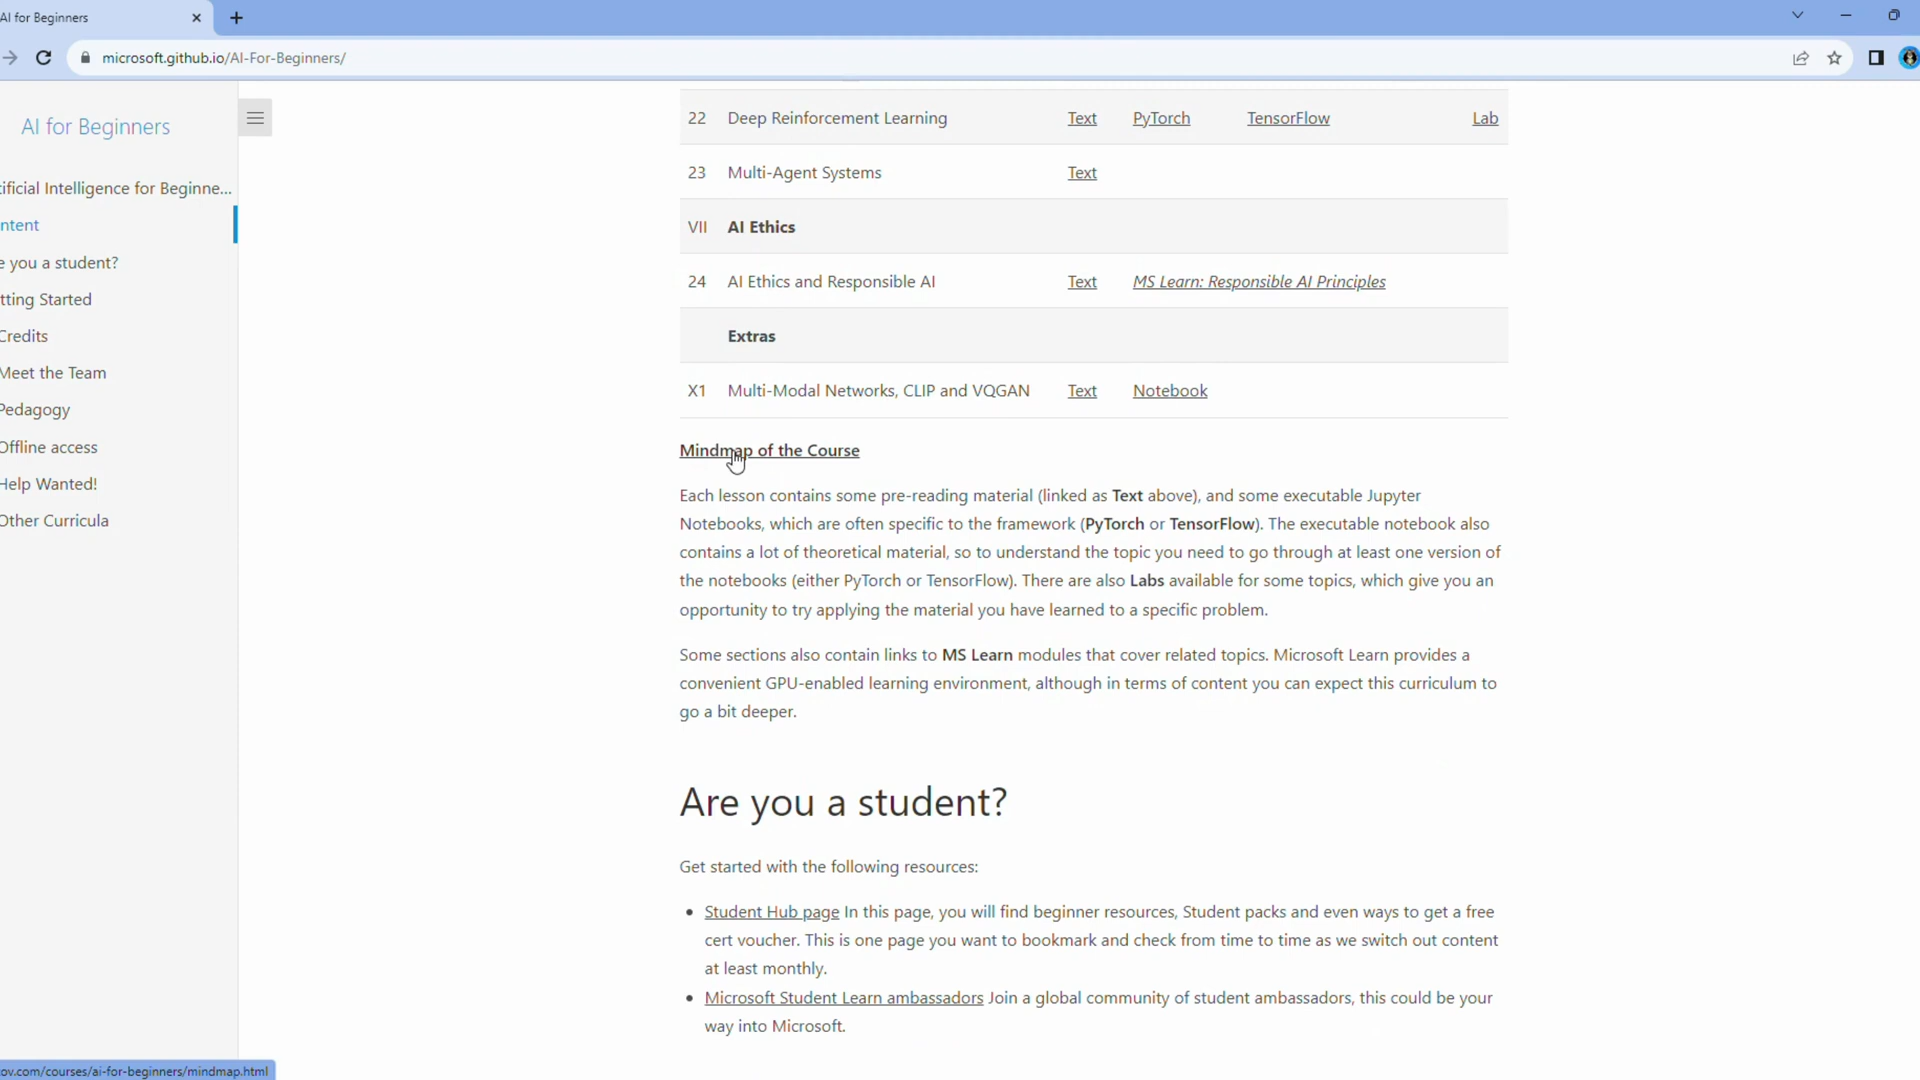 AI for Beginners
microsoft.github.io/AI-For-Beginners/
AI for Beginners
ificial Intelligence for Beginne...
ntent
e you a student?
tting Started
Credits
Meet the Team
Pedagogy
Offline access
Help Wanted!
Other Curricula
22 Deep Reinforcement Learning Text PyTorch TensorFlow Lab
23 Multi-Agent Systems Text
VII AI Ethics
24 AI Ethics and Responsible AI Text MS Learn: Responsible AI Principles
Extras
X1 Multi-Modal Networks, CLIP and VQGAN Text Notebook
Mindmap of the Course
Each lesson contains some pre-reading material (linked as Text above), and some executable Jupyter
Notebooks, which are often specific to the framework (PyTorch or TensorFlow). The executable notebook also
contains a lot of theoretical material, so to understand the topic you need to go through at least one version of
the notebooks (either PyTorch or TensorFlow). There are also Labs available for some topics, which give you an
opportunity to try applying the material you have learned to a specific problem.
Some sections also contain links to MS Learn modules that cover related topics. Microsoft Learn provides a
convenient GPU-enabled learning environment, although in terms of content you can expect this curriculum to
go a bit deeper.
Are you a student?
Get started with the following resources:
• Student Hub page In this page, you will find beginner resources, Student packs and even ways to get a free
cert voucher. This is one page you want to bookmark and check from time to time as we switch out content
at least monthly.
• Microsoft Student Learn ambassadors Join a global community of student ambassadors, this could be your
way into Microsoft.
ov.com/courses/ai-for-beginners/mindmap.html